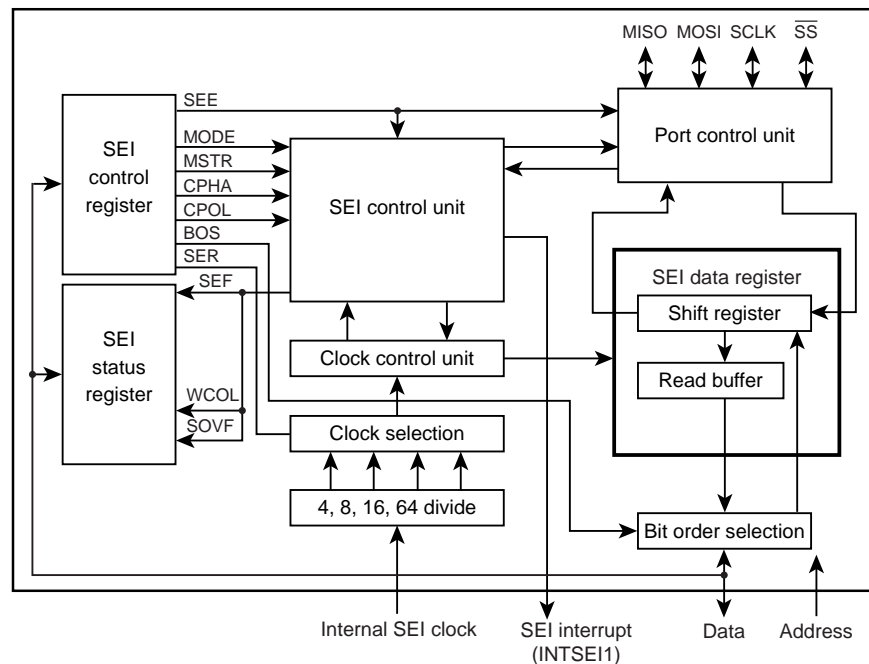 MISO MOSI SCLK SS
SEE
MODE
MSTR
CPHA
CPOL
BOS
SER
SEF
WCOL
SOVF
SEI
control
register
SEI control unit
Port control unit
SEI
status
register
SEI data register
Shift register
Read buffer
Clock control unit
Clock selection
4, 8, 16, 64 divide
Bit order selection
Internal SEI clock
SEI interrupt
(INTSEI1)
Data
Address